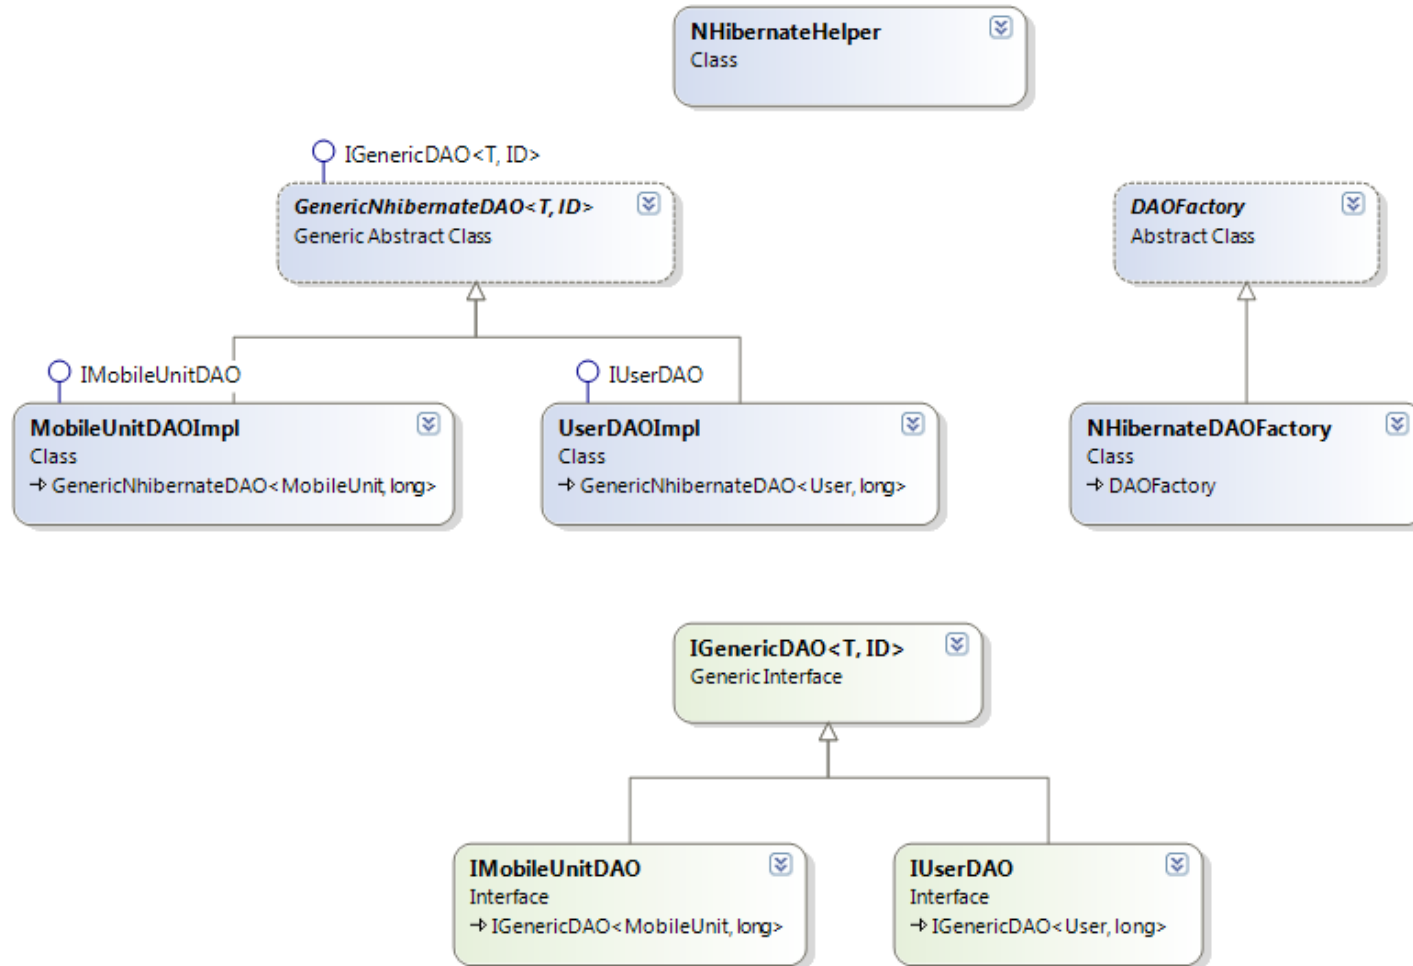 NHibernateHelper
Class
IGenericDAO<T, ID>
GenericNhibernateDAO<T, ID>
Generic Abstract Class
DAOFactory
Abstract Class
IMobileUnitDAO
IUserDAO
MobileUnitDAOImpl
Class
GenericNhibernateDAO<MobileUnit, long>
UserDAOImpl
Class
GenericNhibernateDAO<User, long>
NHibernateDAOFactory
Class
DAOFactory
IGenericDAO<T, ID>
Generic Interface
IMobileUnitDAO
Interface
IGenericDAO<MobileUnit, long>
IUserDAO
Interface
IGenericDAO<User, long>